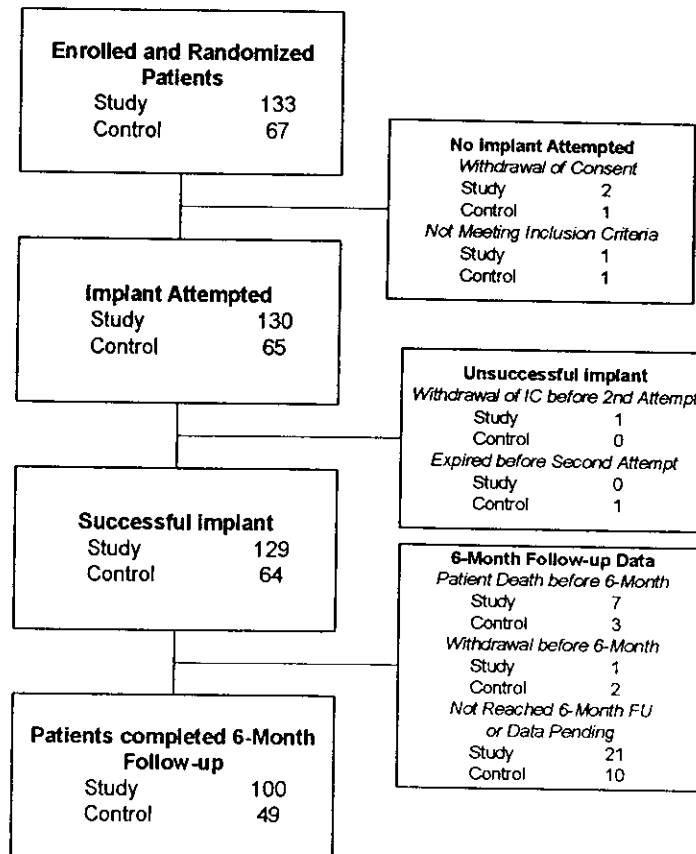 Enrolled and Randomized
Patients
Study 133
Control 67
No implant Attempted
Withdrawal of Consent
Study 2
Control 1
Not Meeting Inclusion Criteria
Study 1
Control 1
Implant Attempted
Study 130
Control 65
Unsuccessful implant
Withdrawal of IC before 2nd Attempt
Study 1
Control 0
Expired before Second Attempt
Study 0
Control 1
Successful implant
Study 129
Control 64
6-Month Follow-up Data
Patient Death before 6-Month
Study 7
Control 3
Withdrawal before 6-Month
Study 1
Control 2
Not Reached 6-Month FU
or Data Pending
Study 21
Control 10
Patients completed 6-Month
Follow-up
Study 100
Control 49